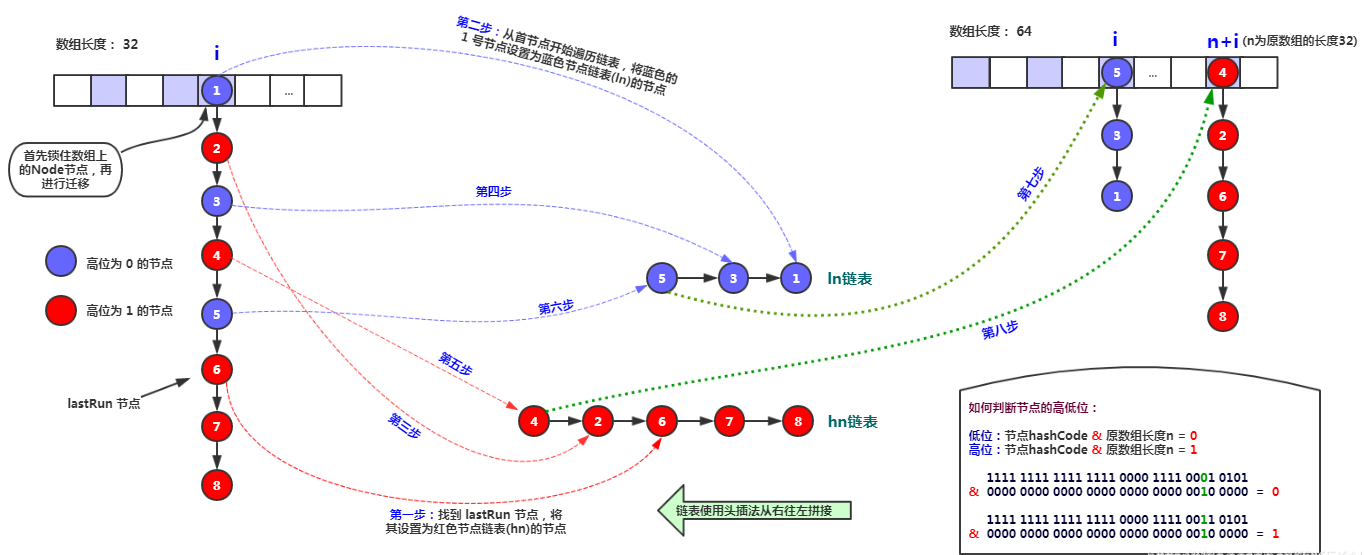 数组长度： 32
i
1
...
首先锁住数组上
的Node节点，再
进行迁移
2
3
4
5
6
7
8
高位为 0 的节点
高位为 1 的节点
lastRun 节点
第二步：从首节点开始遍历链表，将蓝色的
1 号节点设置为蓝色节点链表(ln)的节点
第四步
第六步
第五步
第三步
第一步：找到 lastRun 节点，将
其设置为红色节点链表(hn)的节点
5
3
1
ln链表
4
2
6
7
8
hn链表
链表使用头插法从右往左拼接
第七步
第八步
数组长度： 64
i
n+i (n为原数组的长度32)
5
...
4
3
2
1
6
7
8
如何判断节点的高低位：
低位：节点hashCode & 原数组长度n = 0
高位：节点hashCode & 原数组长度n = 1
1111 1111 1111 1111 0000 1111 0001 0101
& 0000 0000 0000 0000 0000 0000 0010 0000 = 0
1111 1111 1111 1111 0000 1111 0011 0101
& 0000 0000 0000 0000 0000 0000 0010 0000 = 1